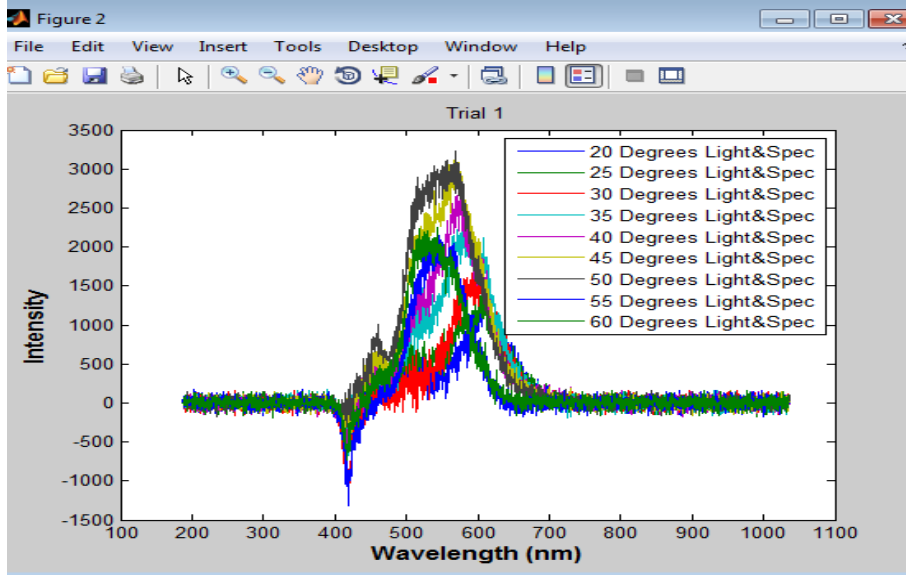 Figure 2
File Edit View Insert Tools Desktop Window Help
Trial 1
3500
3000
2500
2000
1500
1000
500
0
-500
-1000
-1500
Intensity
20 Degrees Light&Spec
25 Degrees Light&Spec
30 Degrees Light&Spec
35 Degrees Light&Spec
40 Degrees Light&Spec
45 Degrees Light&Spec
50 Degrees Light&Spec
55 Degrees Light&Spec
60 Degrees Light&Spec
100 200 300 400 500 600 700 800 900 1000 1100
Wavelength (nm)